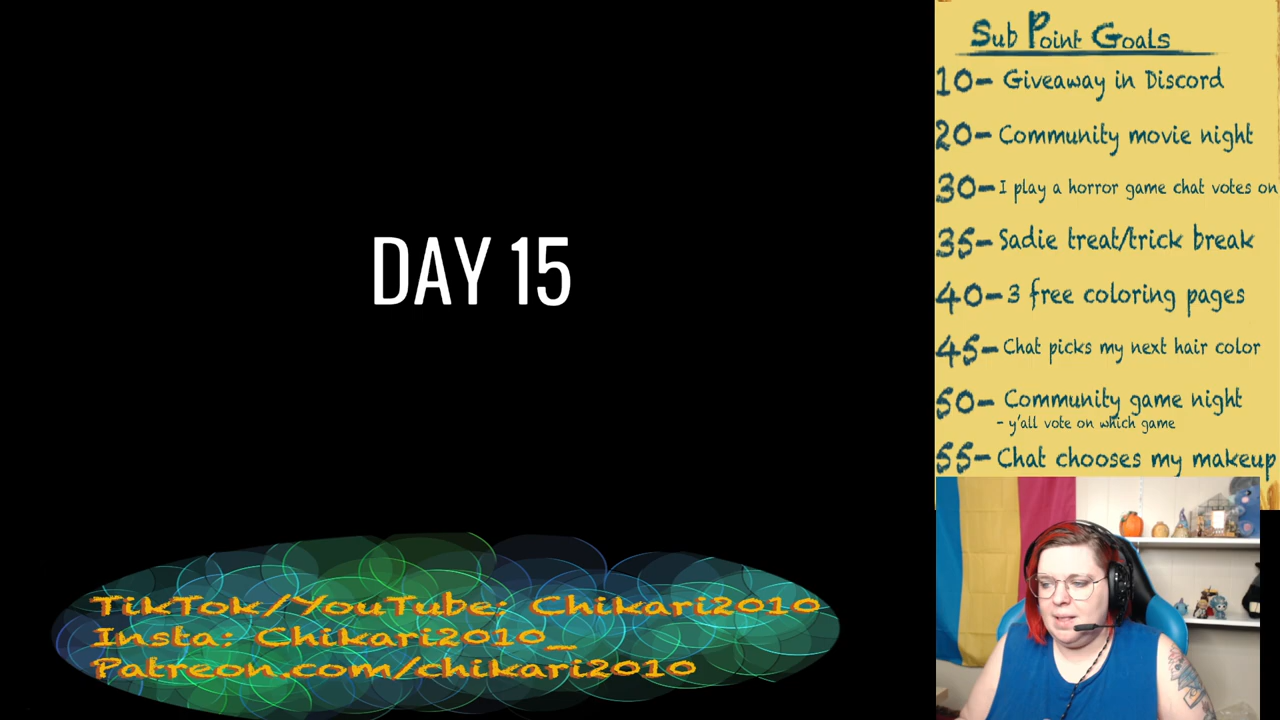 DAY 15
TikTok/YouTube: Chikari2010
Insta: Chikari2010_
Patreon.com/chikari2010
Sub Point Goals
10- Giveaway in Discord
20- Community movie night
30- I play a horror game chat votes on
35- Sadie treat/trick break
40- 3 free coloring pages
45- Chat picks my next hair color
50- Community game night
- y'all vote on which game
55- Chat chooses my makeup